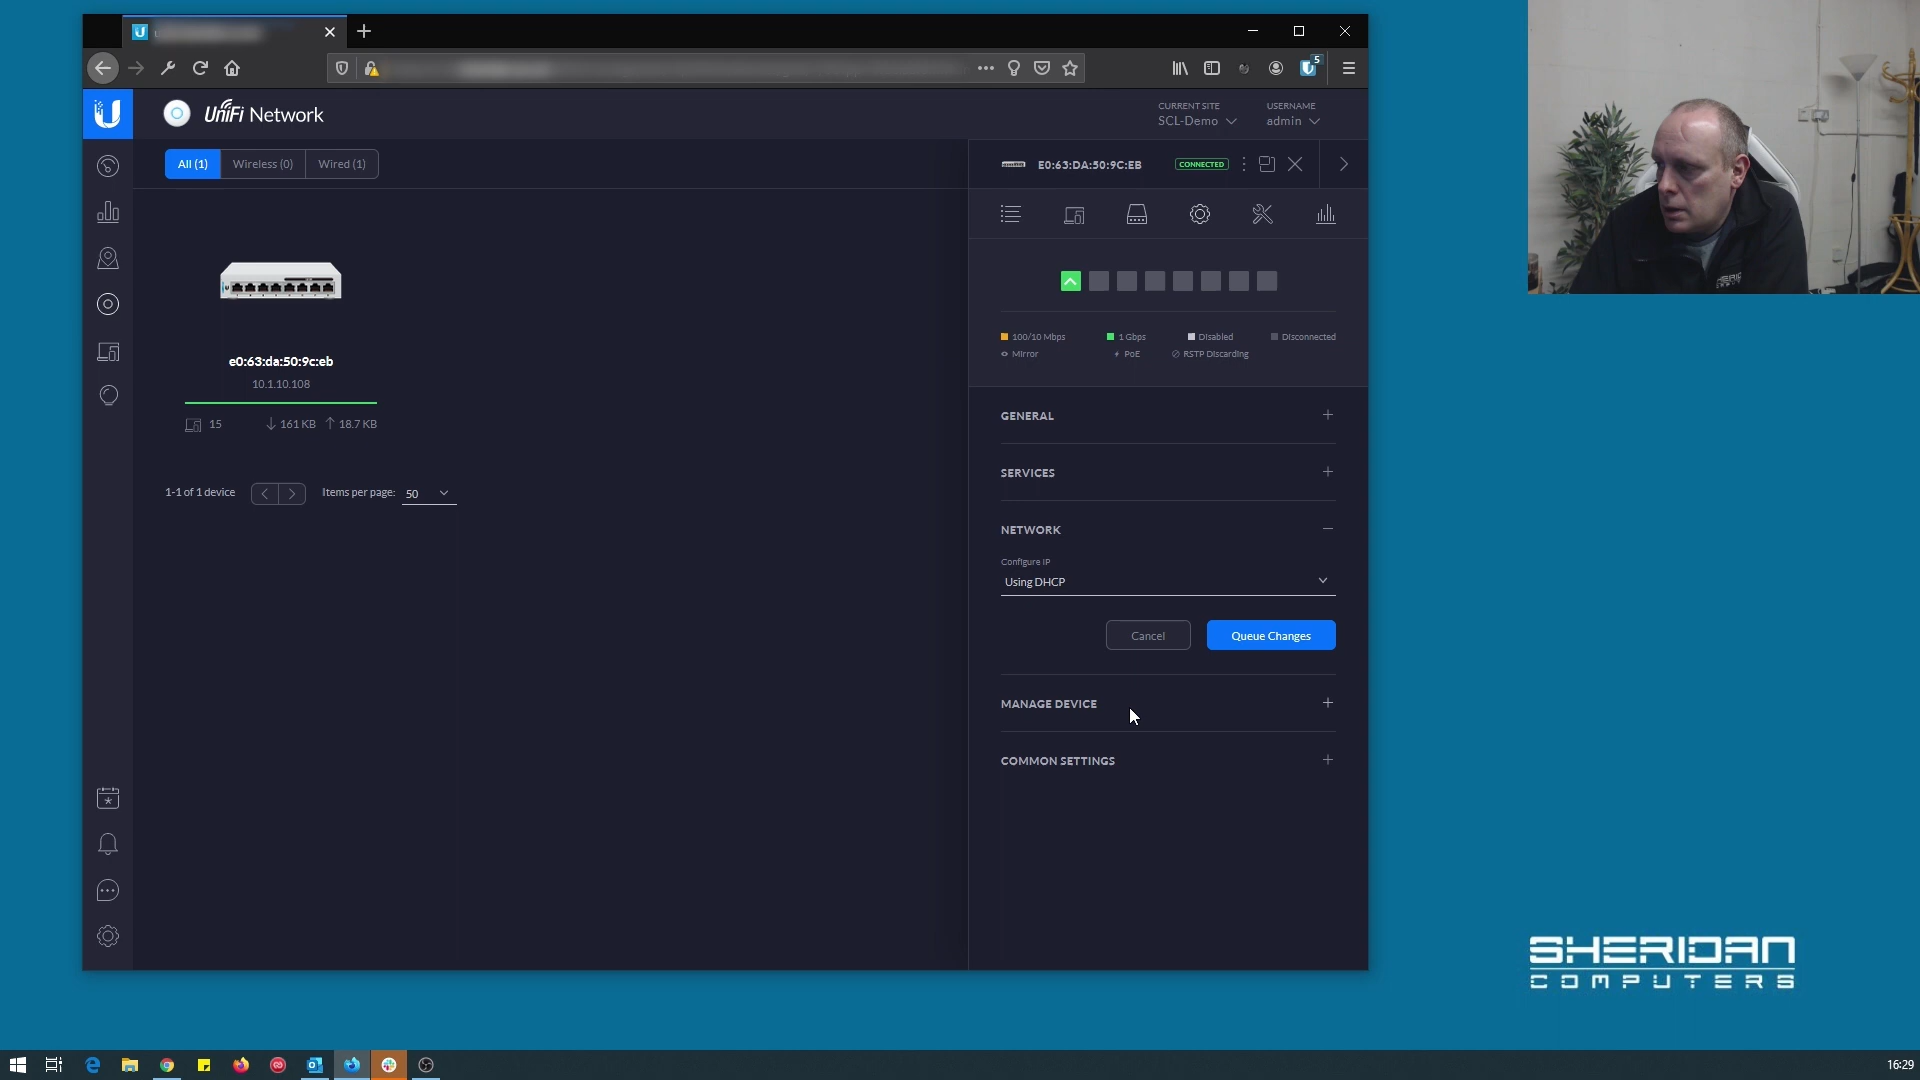 5
UniFi Network
CURRENT SITE
SCL-Demo
USERNAME
admin
All (1)
Wireless (0)
Wired (1)
E0:63:DA:50:9C:EB
CONNECTED
100/10 Mbps
1 Gbps
Disabled
Disconnected
Mirror
PoE
RSTP Discarding
e0:63:da:50:9c:eb
10.1.10.108
15
161 KB
18.7 KB
1-1 of 1 device
Items per page:
50
GENERAL
SERVICES
NETWORK
Configure IP
Using DHCP
Cancel
Queue Changes
MANAGE DEVICE
COMMON SETTINGS
SHERIDAN
COMPUTERS
16:29